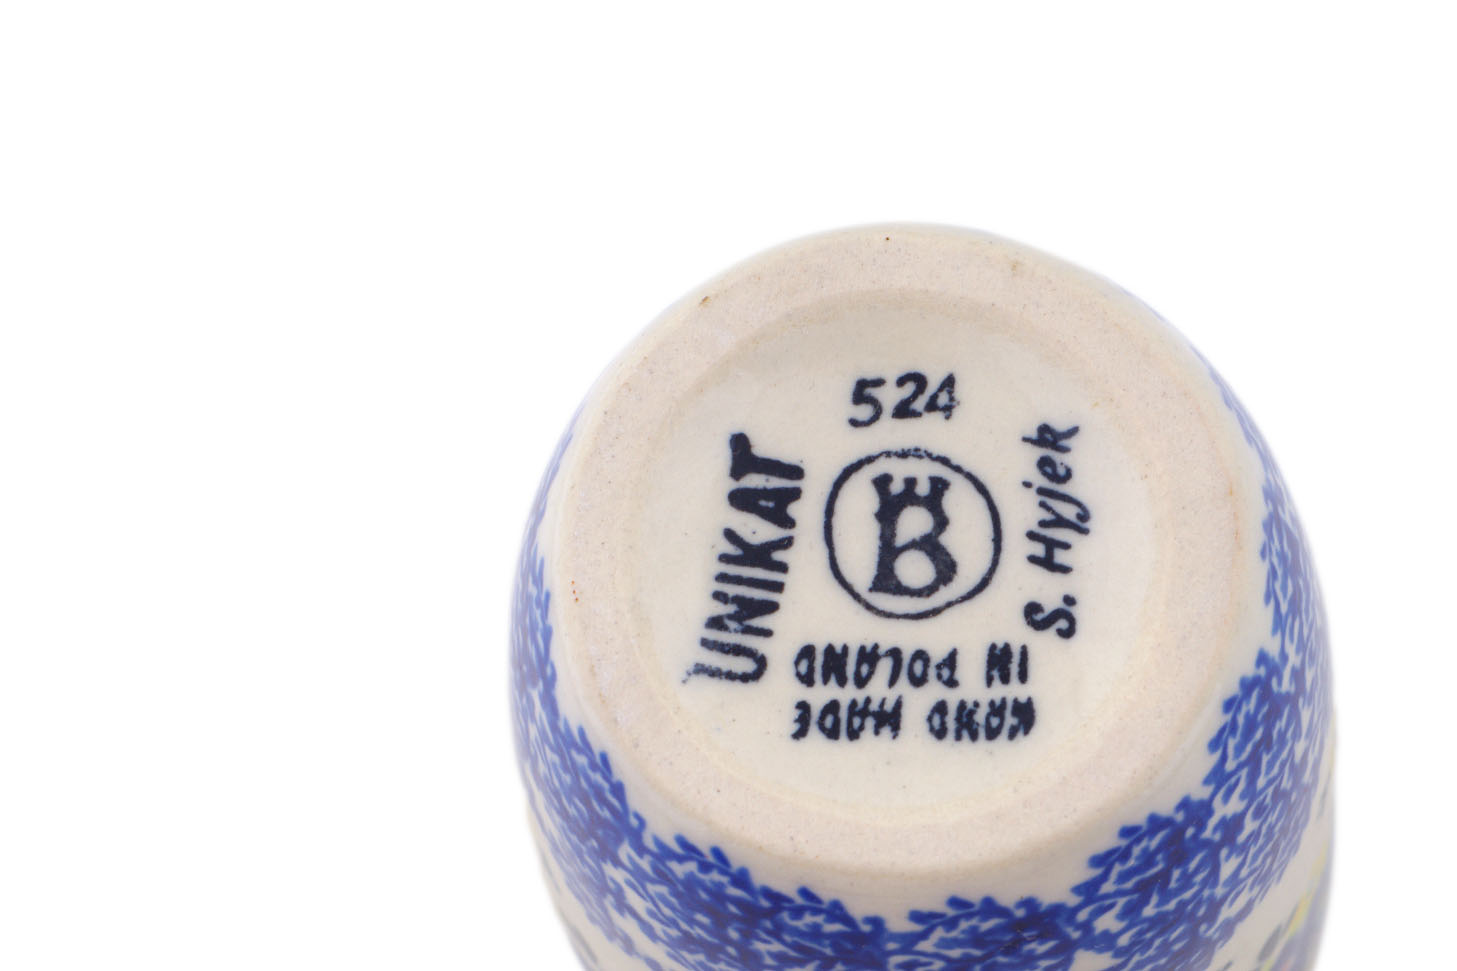 524
UNIKAT
B
S. Hyjek
HAND MADE
IN POLAND